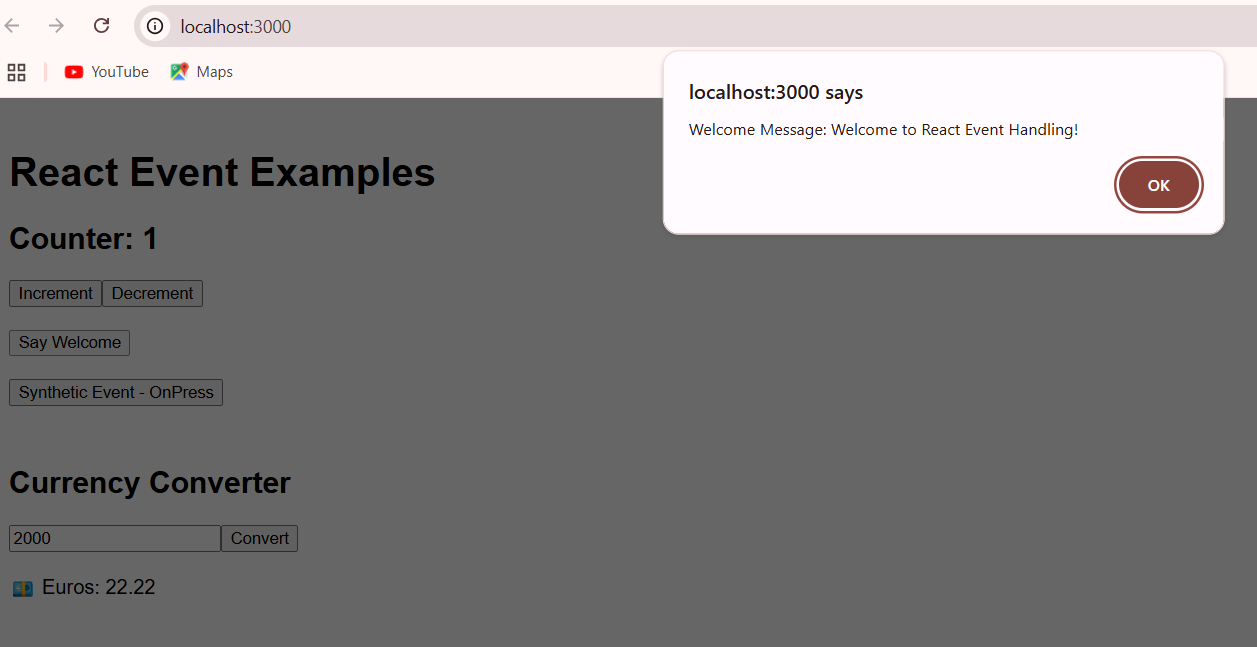 localhost:3000
YouTube Maps
localhost:3000 says
Welcome Message: Welcome to React Event Handling!
OK
React Event Examples
Counter: 1
Increment Decrement
Say Welcome
Synthetic Event - OnPress
Currency Converter
2000 Convert
💶 Euros: 22.22